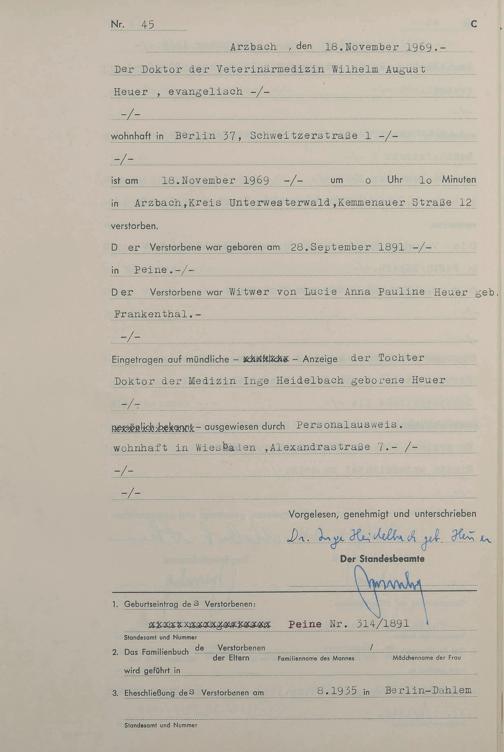 Nr. 45 C
Arzbach , den 18.November 1969.-
Der Doktor der Veterinärmedizin Wilhelm August
Heuer , evangelisch -/-
-/-
wohnhaft in Berlin 37, Schweitzerstraße 1 -/-
-/-
ist am 18.November 1969 -/- um o Uhr 1o Minuten
in Arzbach,Kreis Unterwesterwald,Kemmenauer Straße 12
verstorben.
D er Verstorbene war geboren am 28.September 1891 -/-
in Peine.-/-
Der Verstorbene war Witwer von Lucie Anna Pauline Heuer geb.
Frankenthal.-
-/-
Eingetragen auf mündliche - - Anzeige der Tochter
Doktor der Medizin Inge Heidelbach geborene Heuer
-/-
persönlich bekannt - ausgewiesen durch Personalausweis.
wohnhaft in Wiesbaden ,Alexandrastraße 7.- /-
-/-
-/-
Vorgelesen, genehmigt und unterschrieben
Dr. Inge Heidelbach geb. Heuer
Der Standesbeamte
1. Geburtseintrag des Verstorbenen:
Peine Nr. 314/1891
Standesamt und Nummer
2. Das Familienbuch de Verstorbenen /
der Eltern Familienname des Mannes Mädchenname der Frau
wird geführt in
3. Eheschließung des Verstorbenen am 8.1935 in Berlin-Dahlem
Standesamt und Nummer